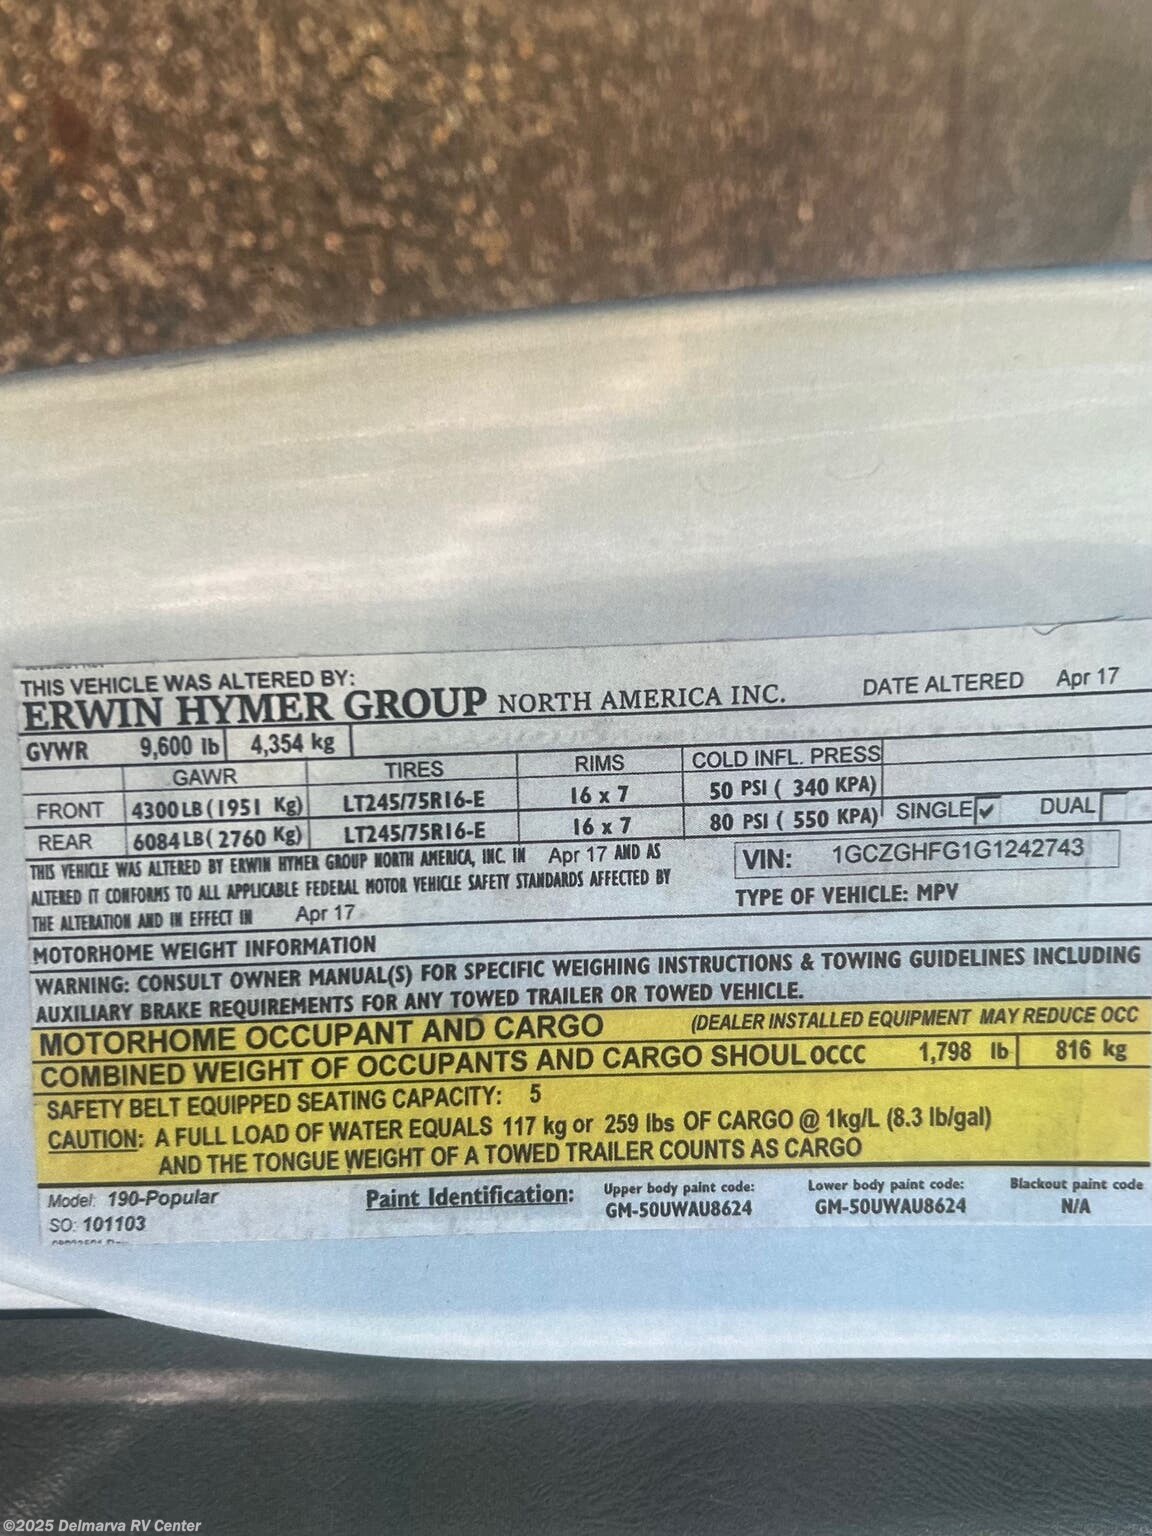 THIS VEHICLE WAS ALTERED BY:
ERWIN HYMER GROUP NORTH AMERICA INC. DATE ALTERED Apr 17
GVWR 9,600 lb 4,354 kg
GAWR TIRES RIMS COLD INFL. PRESS
FRONT 4300LB(1951 Kg) LT245/75R16-E 16 x 7 50 PSI ( 340 KPA)
REAR 6084LB(2760 Kg) LT245/75R16-E 16 x 7 80 PSI ( 550 KPA) SINGLE ✓ DUAL
THIS VEHICLE WAS ALTERED BY ERWIN HYMER GROUP NORTH AMERICA, INC. IN Apr 17 AND AS
ALTERED IT CONFORMS TO ALL APPLICABLE FEDERAL MOTOR VEHICLE SAFETY STANDARDS AFFECTED BY
THE ALTERATION AND IN EFFECT IN Apr 17
VIN: 1GCZGHFG1G1242743
TYPE OF VEHICLE: MPV
MOTORHOME WEIGHT INFORMATION
WARNING: CONSULT OWNER MANUAL(S) FOR SPECIFIC WEIGHING INSTRUCTIONS & TOWING GUIDELINES INCLUDING
AUXILIARY BRAKE REQUIREMENTS FOR ANY TOWED TRAILER OR TOWED VEHICLE.
MOTORHOME OCCUPANT AND CARGO (DEALER INSTALLED EQUIPMENT MAY REDUCE OCC
COMBINED WEIGHT OF OCCUPANTS AND CARGO SHOUL OCCC 1,798 lb 816 kg
SAFETY BELT EQUIPPED SEATING CAPACITY: 5
CAUTION: A FULL LOAD OF WATER EQUALS 117 kg or 259 lbs OF CARGO @ 1kg/L (8.3 lb/gal)
AND THE TONGUE WEIGHT OF A TOWED TRAILER COUNTS AS CARGO
Model: 190-Popular
SO: 101103
Paint Identification:
Upper body paint code:
GM-50UWAU8624
Lower body paint code:
GM-50UWAU8624
Blackout paint code
N/A
©2025 Delmarva RV Center